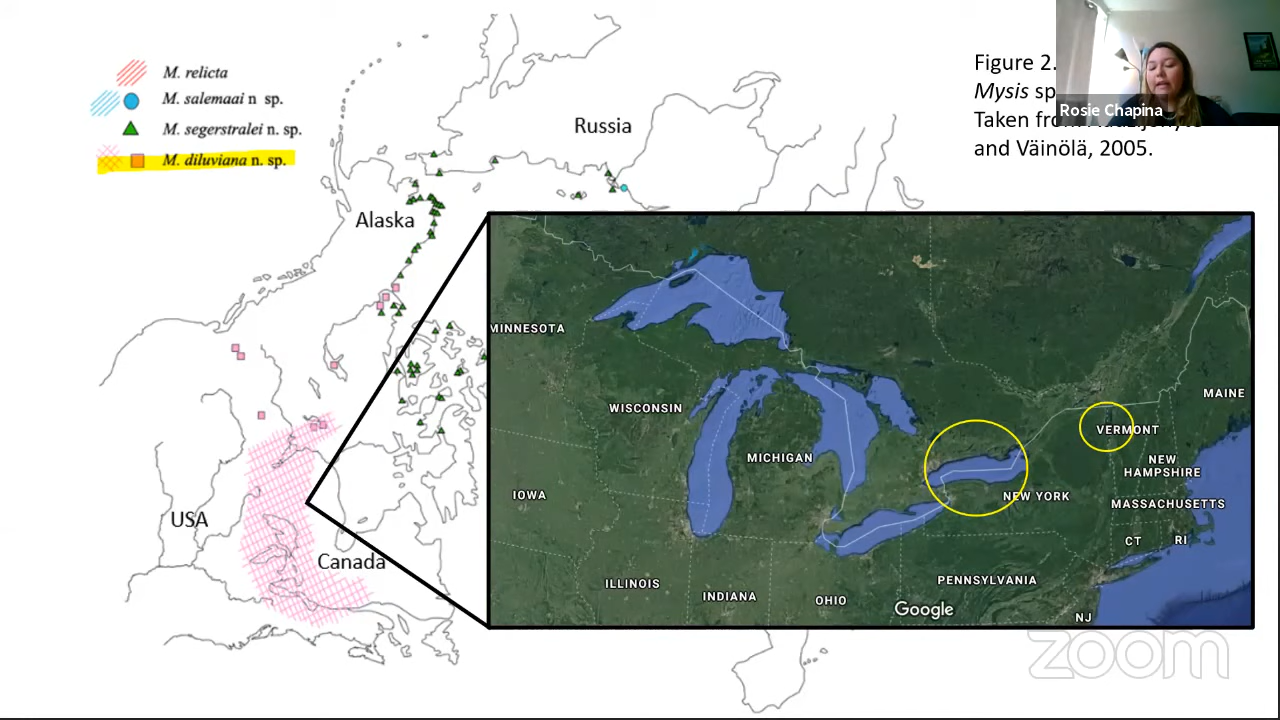 M. relicta
M. salemaai n sp.
M. segerstralei n. sp.
M. diluviana n. sp.
Figure 2.
Mysis sp
Taken from
and Väinölä, 2005.
Rosie Chapina
Russia
Alaska
USA
Canada
MINNESOTA
WISCONSIN
MICHIGAN
IOWA
ILLINOIS
INDIANA
OHIO
PENNSYLVANIA
NEW YORK
VERMONT
MAINE
NEW
HAMPSHIRE
MASSACHUSETTS
CT
RI
NJ
Google
zoom